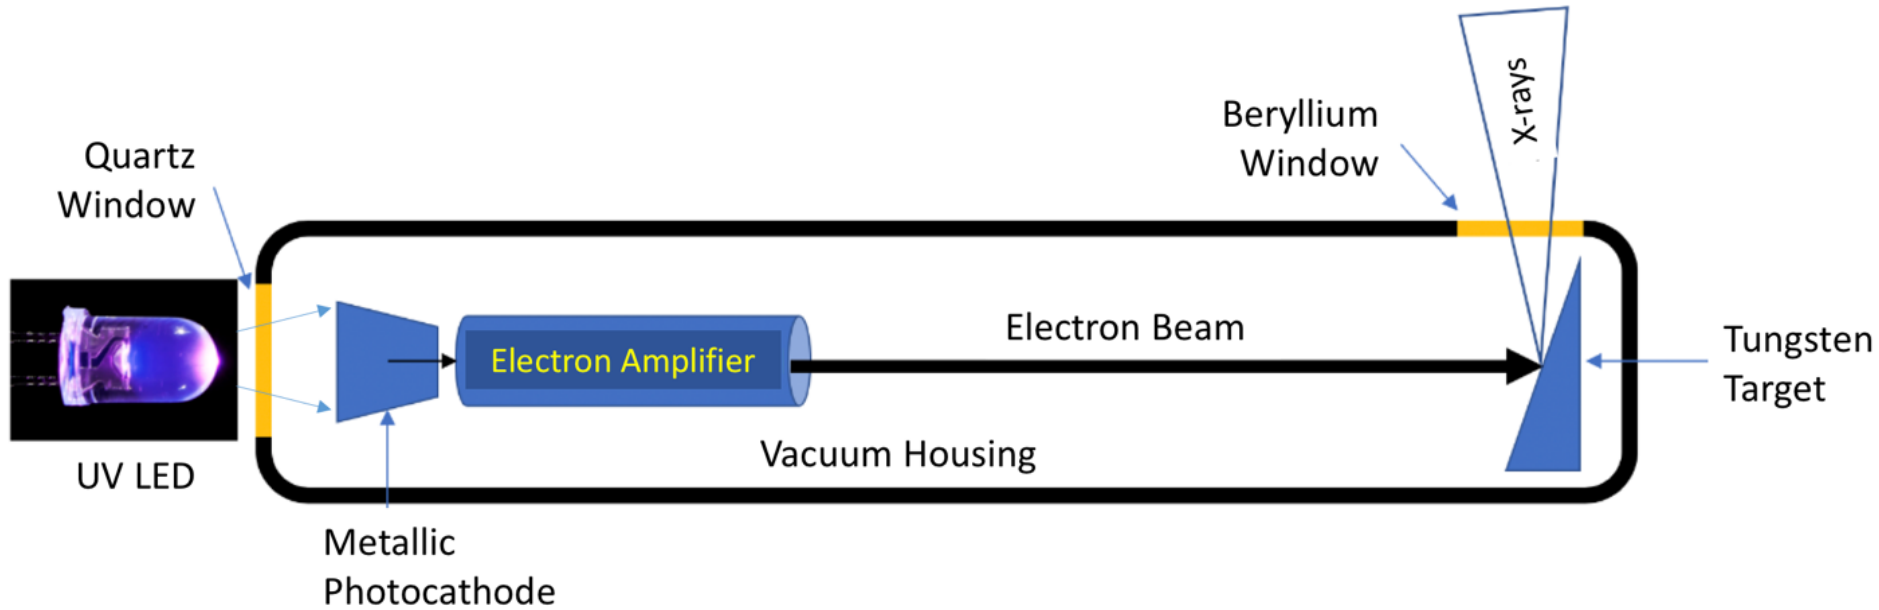 Quartz
Window
UV LED
Metallic
Photocathode
Electron Amplifier
Electron Beam
Vacuum Housing
Beryllium
Window
X-rays
Tungsten
Target